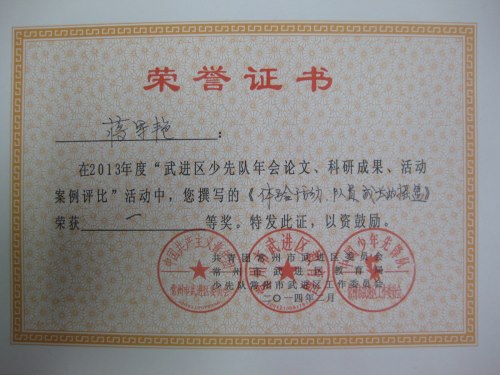 荣誉证书
蒋 艳 :
在2013年度“武进区少先队年会论文、科研成果、活动
案例评比”活动中，您撰写的《体验活动 队员成长的摇篮》
荣获 一 等奖。特发此证，以资鼓励。
共青团常州市武进区委员会
常州市武进区教育局
少先队常州市武进区工作委员会
二〇一四年一月